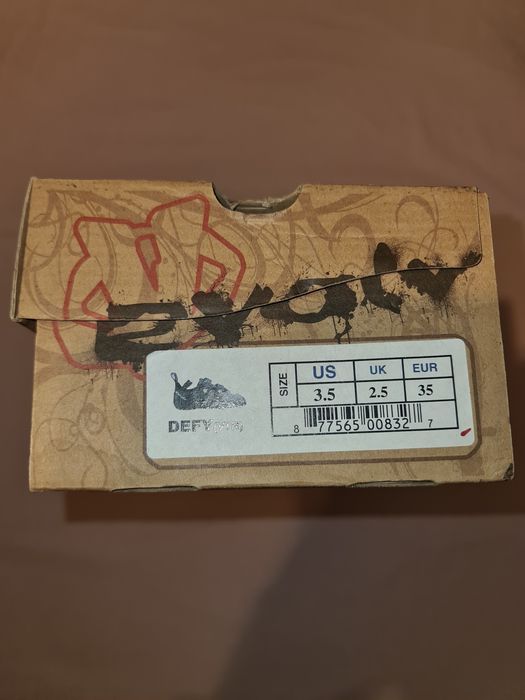 evolv
SIZE
US UK EUR
3.5 2.5 35
DEFY
8 77565 00832 7